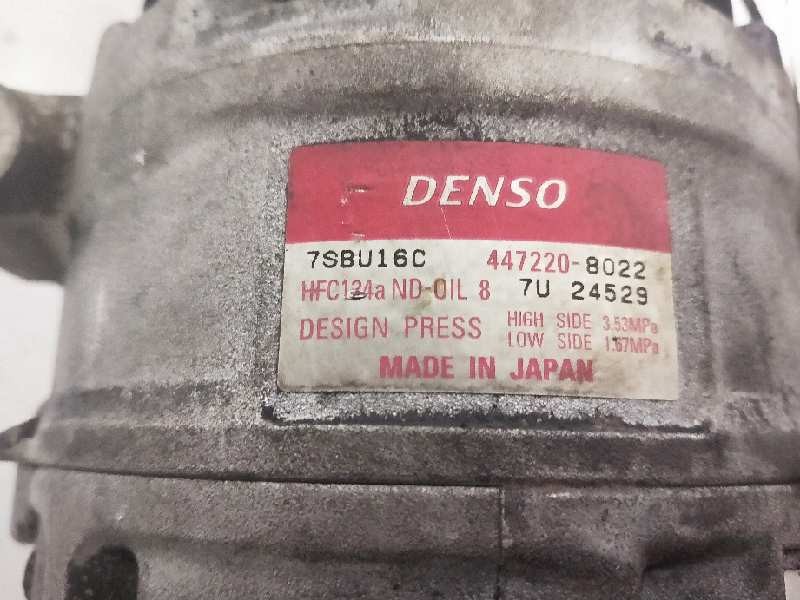 DENSO
7SBU16C 447220-8022
HFC134a ND-OIL 8 7U 24529
DESIGN PRESS HIGH SIDE 3.53MPa
LOW SIDE 1.67MPa
MADE IN JAPAN